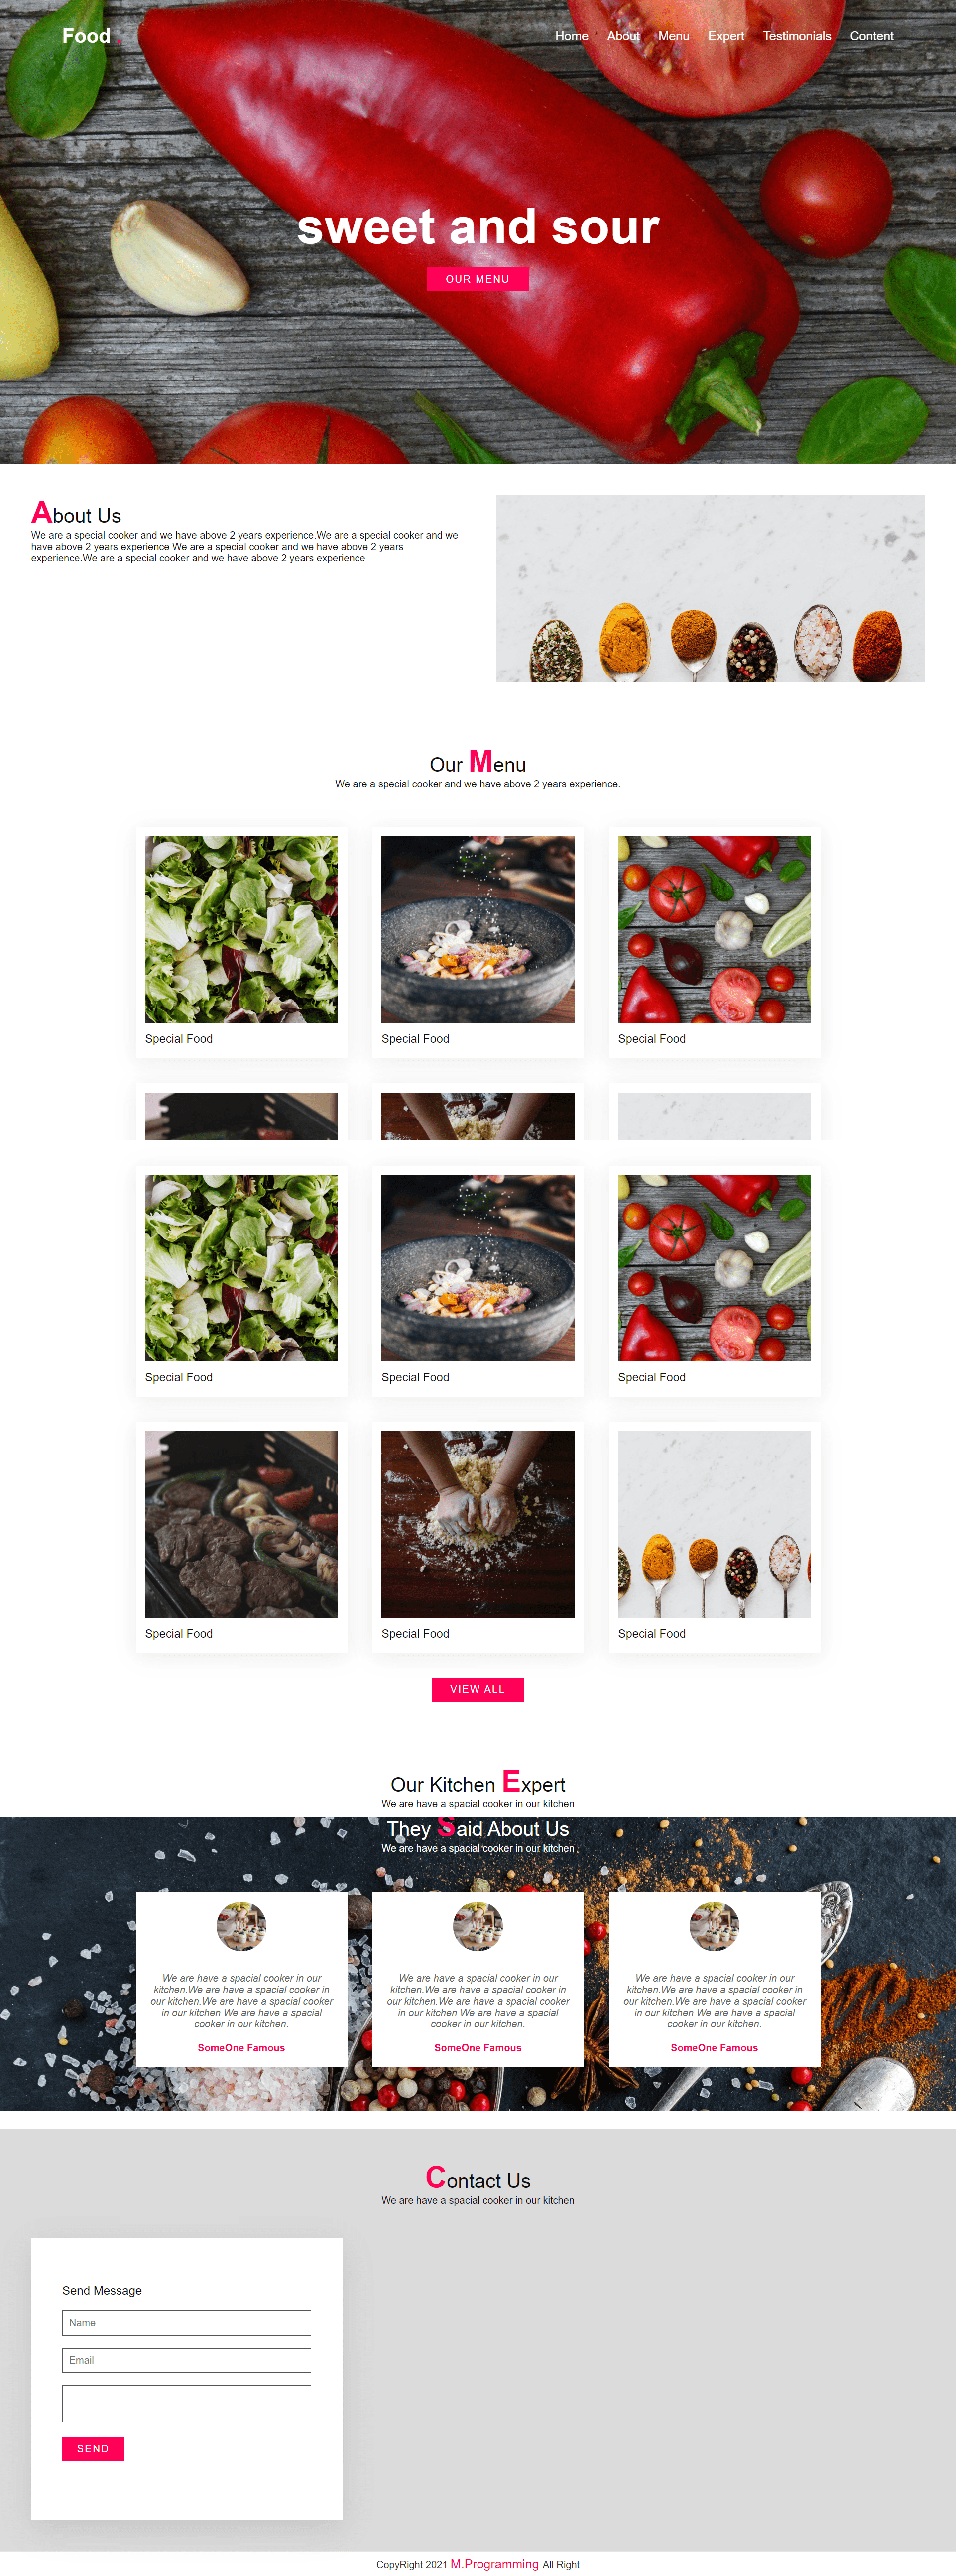 Food .
Home About Menu Expert Testimonials Content
sweet and sour
OUR MENU
About Us
We are a special cooker and we have above 2 years experience.We are a special cooker and we
have above 2 years experience We are a special cooker and we have above 2 years
experience.We are a special cooker and we have above 2 years experience
Our Menu
We are a special cooker and we have above 2 years experience.
Special Food
Special Food
Special Food
Special Food
Special Food
Special Food
Special Food
Special Food
Special Food
VIEW ALL
Our Kitchen Expert
We are have a spacial cooker in our kitchen
They Said About Us
We are have a spacial cooker in our kitchen
We are have a spacial cooker in our
kitchen.We are have a spacial cooker in
our kitchen.We are have a spacial cooker
in our kitchen We are have a spacial
cooker in our kitchen.
SomeOne Famous
We are have a spacial cooker in our
kitchen.We are have a spacial cooker in
our kitchen.We are have a spacial cooker
in our kitchen We are have a spacial
cooker in our kitchen.
SomeOne Famous
We are have a spacial cooker in our
kitchen.We are have a spacial cooker in
our kitchen.We are have a spacial cooker
in our kitchen We are have a spacial
cooker in our kitchen.
SomeOne Famous
Contact Us
We are have a spacial cooker in our kitchen
Send Message
Name
Email
SEND
CopyRight 2021 M.Programming All Right